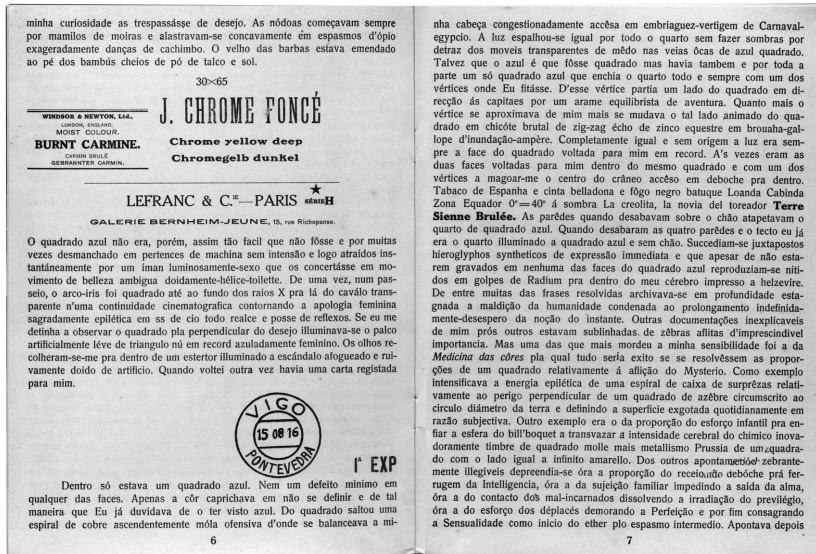 minha curiosidade as trespassásse de desejo. As nódoas começavam sempre
por mamilos de moiras e alastravam-se concavamente em espasmos d'ópio
exageradamente danças de cachimbo. O velho das barbas estava emendado
ao pé dos bambús cheios de pó de talco e sol.
30×65
WINDSOR & NEWTON, Ltd.,
LONDON, ENGLAND.
MOIST COLOUR.
BURNT CARMINE.
CARMIN BRULÉ
GEBRANNTER CARMIN.
J. CHROME FONCÉ
Chrome yellow deep
Chromegelb dunkel
LEFRANC & C.IE—PARIS SÉRIE H
GALERIE BERNHEIM-JEUNE, 15, rue Richepanse.
O quadrado azul não era, porém, assim tão facil que não fôsse e por muitas
vezes desmanchado em pertences de machina sem intensão e logo atraídos ins-
tantáneamente por um iman luminosamente-sexo que os concertásse em mo-
vimento de belleza ambigua doidamente-hélice-toilette. De uma vez, num pas-
seio, o arco-iris foi quadrado até ao fundo dos raios X pra lá do caválo trans-
parente n'uma continuidade cinematografica contornando a apologia feminina
sagradamente epilética em ss de cio todo realce e posse de reflexos. Se eu me
detinha a observar o quadrado pla perpendicular do desejo illuminava-se o palco
artificialmente léve de triangulo nú em record azuladamente feminino. Os olhos re-
colheram-se-me pra dentro de um estertor illuminado a escándalo afogueado e rui-
vamente doido de artificio. Quando voltei outra vez havia uma carta registada
para mim.
VIGO
15 08 16
PONTEVEDRA
1ª EXP
Dentro só estava um quadrado azul. Nem um defeito minimo em
qualquer das faces. Apenas a côr caprichava em não se definir e de tal
maneira que Eu já duvidava de o ter visto azul. Do quadrado saltou uma
espiral de cobre ascendentemente móla ofensiva d'onde se balanceava a mi-
6
nha cabeça congestionadamente accêsa em embriaguez-vertigem de Carnaval-
egypcio. A luz espalhou-se igual por todo o quarto sem fazer sombras por
detraz dos moveis transparentes de mêdo nas veias ôcas de azul quadrado.
Talvez que o azul é que fôsse quadrado mas havia tambem e por toda a
parte um só quadrado azul que enchia o quarto todo e sempre com um dos
vértices onde Eu fitásse. D'esse vértice partia um lado do quadrado em di-
recção ás capitaes por um arame equilibrista de aventura. Quanto mais o
vértice se aproximava de mim mais se mudava o tal lado animado do qua-
drado em chicóte brutal de zig-zag écho de zinco equestre em brouaha-gal-
lope d'inundação-ampère. Completamente igual e sem origem a luz era sem-
pre a face do quadrado voltada para mim em record. A's vezes eram as
duas faces voltadas para mim dentro do mesmo quadrado e com um dos
vértices a magoar-me o centro do crâneo accêso em deboche pra dentro.
Tabaco de Espanha e cinta belladona e fôgo negro batuque Loanda Cabinda
Zona Equador 0º=40º á sombra La creolita, la novia del toreador Terre
Sienne Brulée. As parêdes quando desabavam sobre o chão atapetavam o
quarto de quadrado azul. Quando desabaram as quatro parêdes e o tecto eu já
era o quarto illuminado a quadrado azul e sem chão. Succediam-se juxtapostos
hieroglyphos syntheticos de expressão immediata e que apesar de não esta-
rem gravados em nenhuma das faces do quadrado azul reproduziam-se niti-
dos em golpes de Radium pra dentro do meu cérebro impresso a helzevire.
De entre muitas das frases resolvidas archivava-se em profundidade esta-
gnada a maldição da humanidade condenada ao prolongamento indefinida-
mente-desespero da noção do instante. Outras documentações inexplicaveis
de mim prós outros estavam sublinhadas de zêbras aflitas d'imprescindivel
importancia. Mas uma das que mais mordeu a minha sensibilidade foi a da
Medicina das côres pla qual tudo seria exito se se resolvêssem as propor-
ções de um quadrado relativamente á aflição do Mysterio. Como exemplo
intensificava a energia epilética de uma espiral de caixa de surprêzas relati-
vamente ao perigo perpendicular de um quadrado de azêbre circumscrito ao
circulo diámetro da terra e definindo a superficie exgotada quotidianamente em
razão subjectiva. Outro exemplo era o da proporção do esforço infantil pra en-
fiar a esfera do bill'boquet a transvazar a intensidade cerebral do chimico inova-
doramente timbre de quadrado molle mais metallismo Prussia de um quadra-
do com o lado igual a infinito amarello. Dos outros apontamentos zebrante-
mente illegiveis depreendia-se óra a proporção do receio não debóche prá fer-
rugem da Intelligencia, óra a da sujeição familiar impedindo a saída da alma,
óra a do contacto dos mal-incarnados dissolvendo a irradiação do previlégio,
óra a do esforço dos déplacés demorando a Perfeição e por fim consagrando
a Sensualidade como inicio do ether plo espasmo intermedio. Apontava depois
7